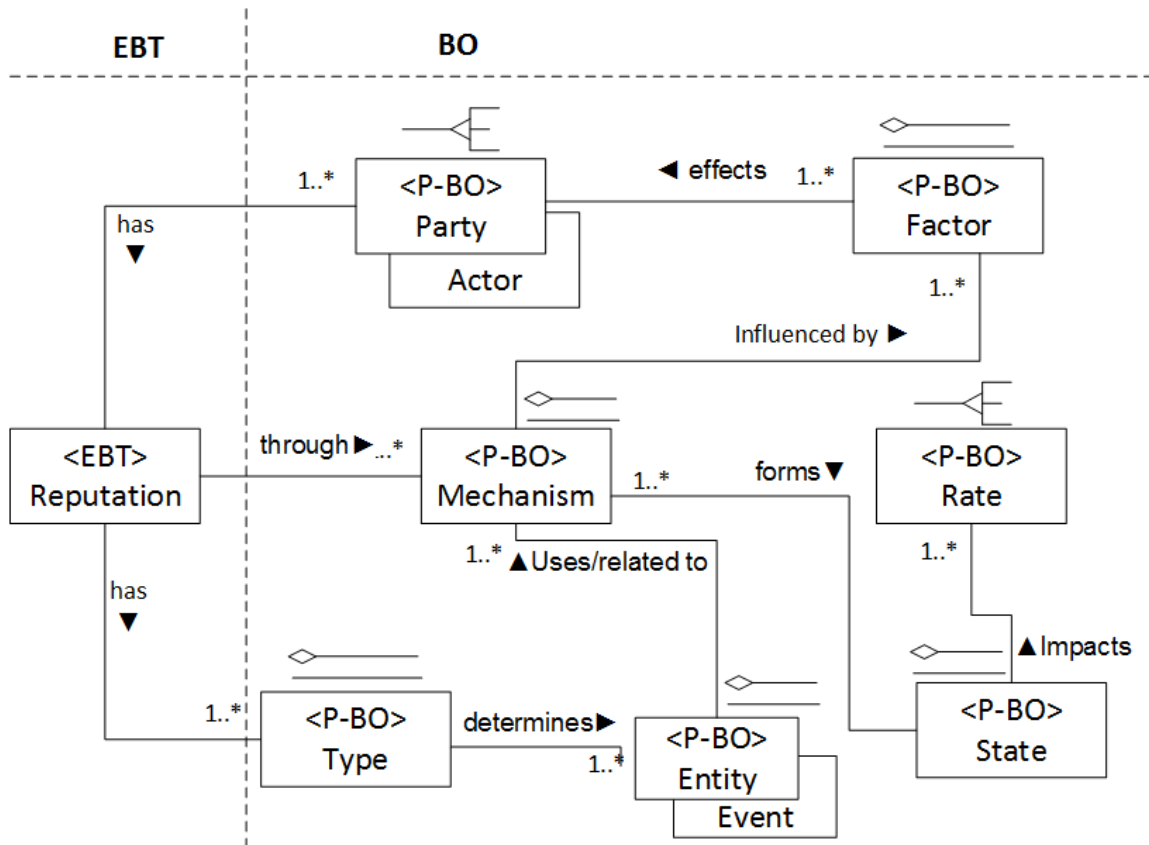 EBT
BO
1..*
<P-BO>
Party
Actor
◄ effects
1..*
<P-BO>
Factor
has
▼
1..*
Influenced by ►
<EBT>
Reputation
through►
...*
<P-BO>
Mechanism
1..*
forms▼
<P-BO>
Rate
1..*
1..*
▲Uses/related to
has
▼
▲Impacts
1..*
<P-BO>
Type
determines►
1..*
<P-BO>
Entity
Event
<P-BO>
State